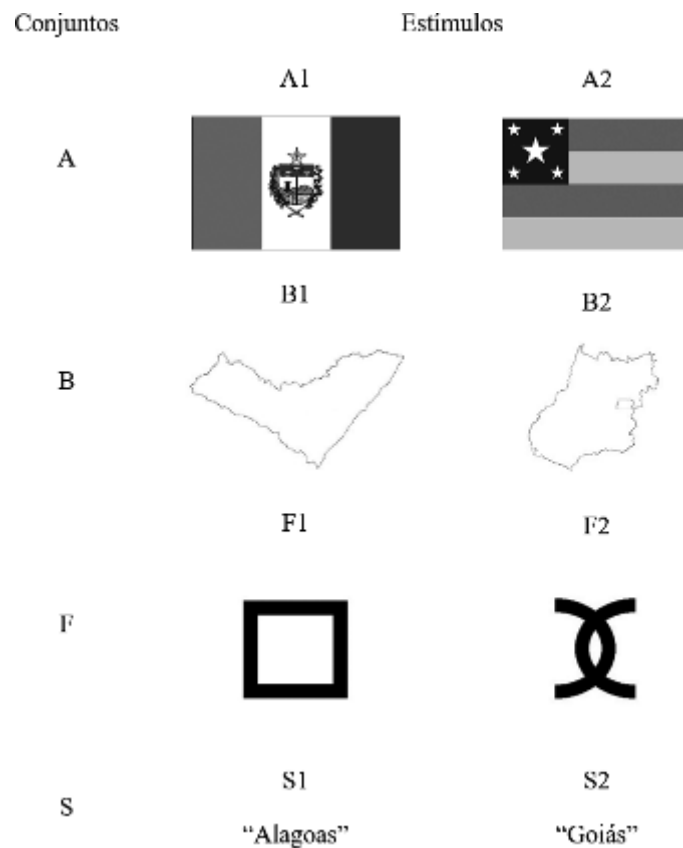 Conjuntos Estímulos
A1 A2
A
B1 B2
B
F1 F2
F
S1 S2
S
“Alagoas” “Goiás”